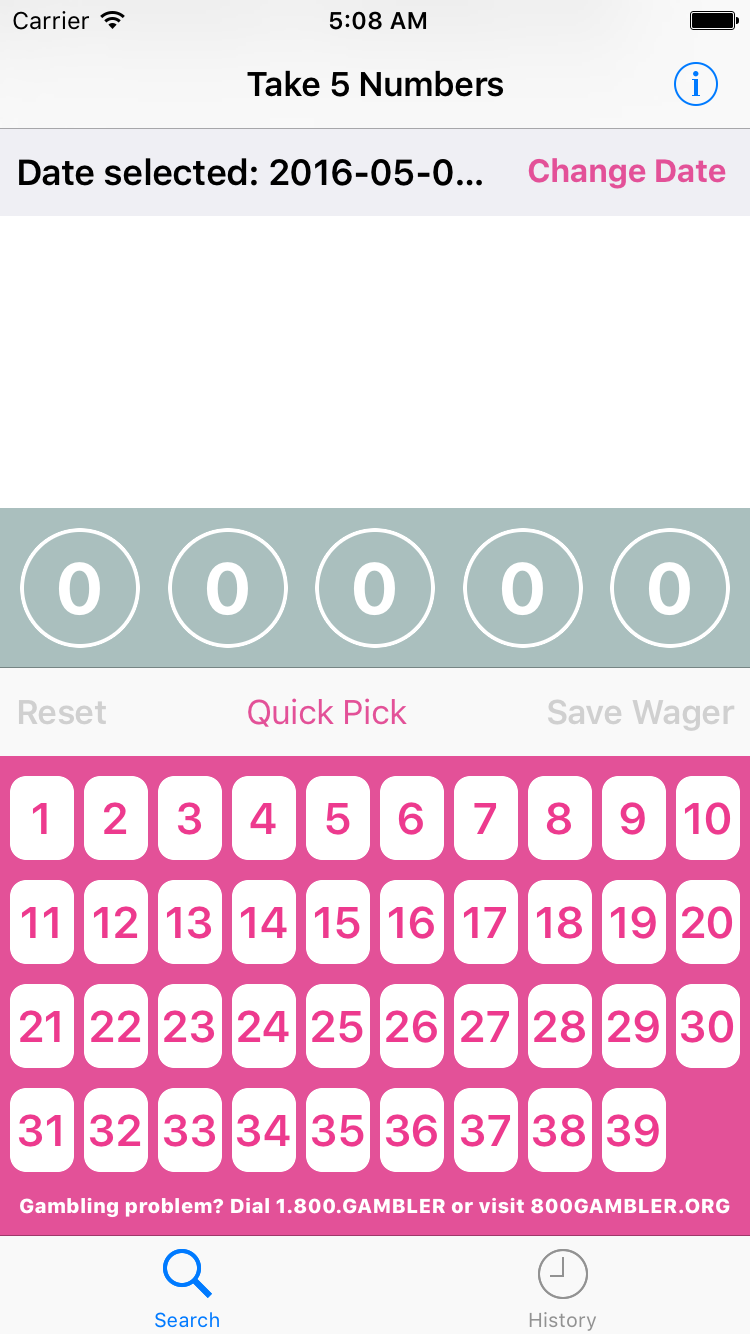 Carrier 5:08 AM
Take 5 Numbers i
Date selected: 2016-05-0... Change Date
0 0 0 0 0
Reset Quick Pick Save Wager
1 2 3 4 5 6 7 8 9 10
11 12 13 14 15 16 17 18 19 20
21 22 23 24 25 26 27 28 29 30
31 32 33 34 35 36 37 38 39
Gambling problem? Dial 1.800.GAMBLER or visit 800GAMBLER.ORG
Search History